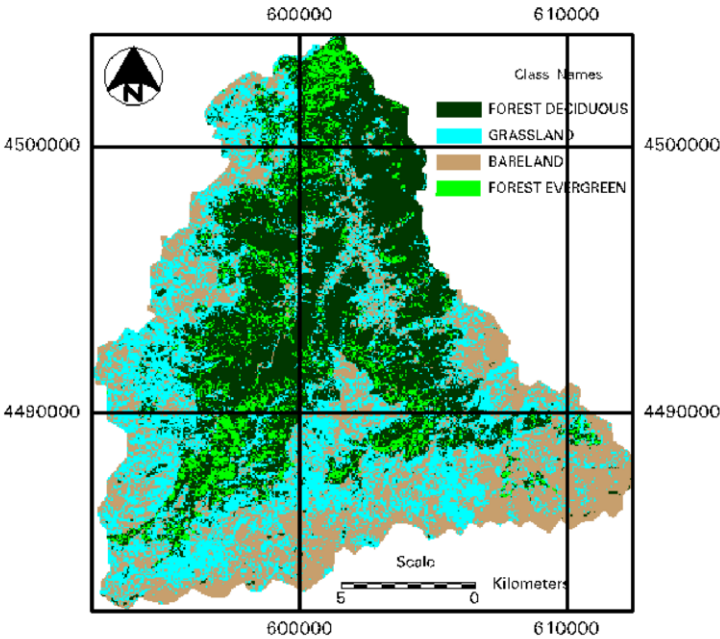 600000 610000
N
Class Names
FOREST DECIDUOUS
GRASSLAND
4500000 4500000
BARELAND
FOREST EVERGREEN
4490000 4490000
Scale
Kilometers
5 0
600000 610000